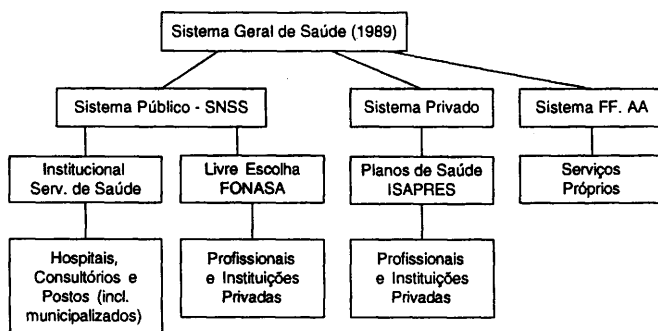 Sistema Geral de Saúde (1989)
Sistema Público - SNSS
Sistema Privado
Sistema FF. AA
Institucional
Serv. de Saúde
Livre Escolha
FONASA
Planos de Saúde
ISAPRES
Serviços
Próprios
Hospitais,
Consultórios e
Postos (incl.
municipalizados)
Profissionais
e Instituições
Privadas
Profissionais
e Instituições
Privadas